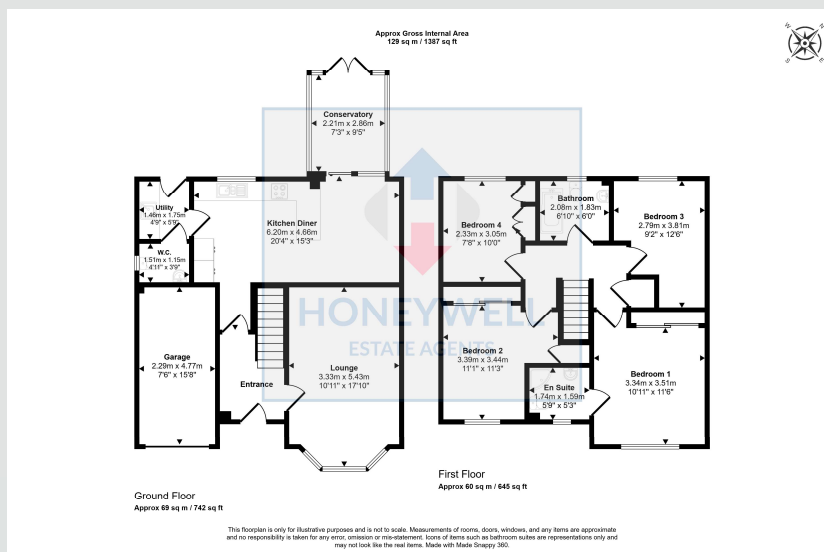 Approx Gross Internal Area
129 sq m / 1387 sq ft
N
E
S
W
Conservatory
2.21m x 2.86m
7'3" x 9'5"
Utility
1.46m x 1.75m
4'9" x 5'9"
W.C.
1.51m x 1.15m
4'11" x 3'9"
Kitchen Diner
6.20m x 4.66m
20'4" x 15'3"
Garage
2.29m x 4.77m
7'6" x 15'8"
Entrance
Lounge
3.33m x 5.43m
10'11" x 17'10"
Bedroom 4
2.33m x 3.05m
7'8" x 10'0"
Bathroom
2.08m x 1.83m
6'10" x 6'0"
Bedroom 3
2.79m x 3.81m
9'2" x 12'6"
HONEYWELL
ESTATE AGENTS
Bedroom 2
3.39m x 3.44m
11'1" x 11'3"
En Suite
1.74m x 1.59m
5'9" x 5'3"
Bedroom 1
3.34m x 3.51m
10'11" x 11'6"
Ground Floor
Approx 69 sq m / 742 sq ft
First Floor
Approx 60 sq m / 645 sq ft
This floorplan is only for illustrative purposes and is not to scale. Measurements of rooms, doors, windows, and any items are approximate
and no responsibility is taken for any error, omission or mis-statement. Icons of items such as bathroom suites are representations only and
may not look like the real items. Made with Made Snappy 360.